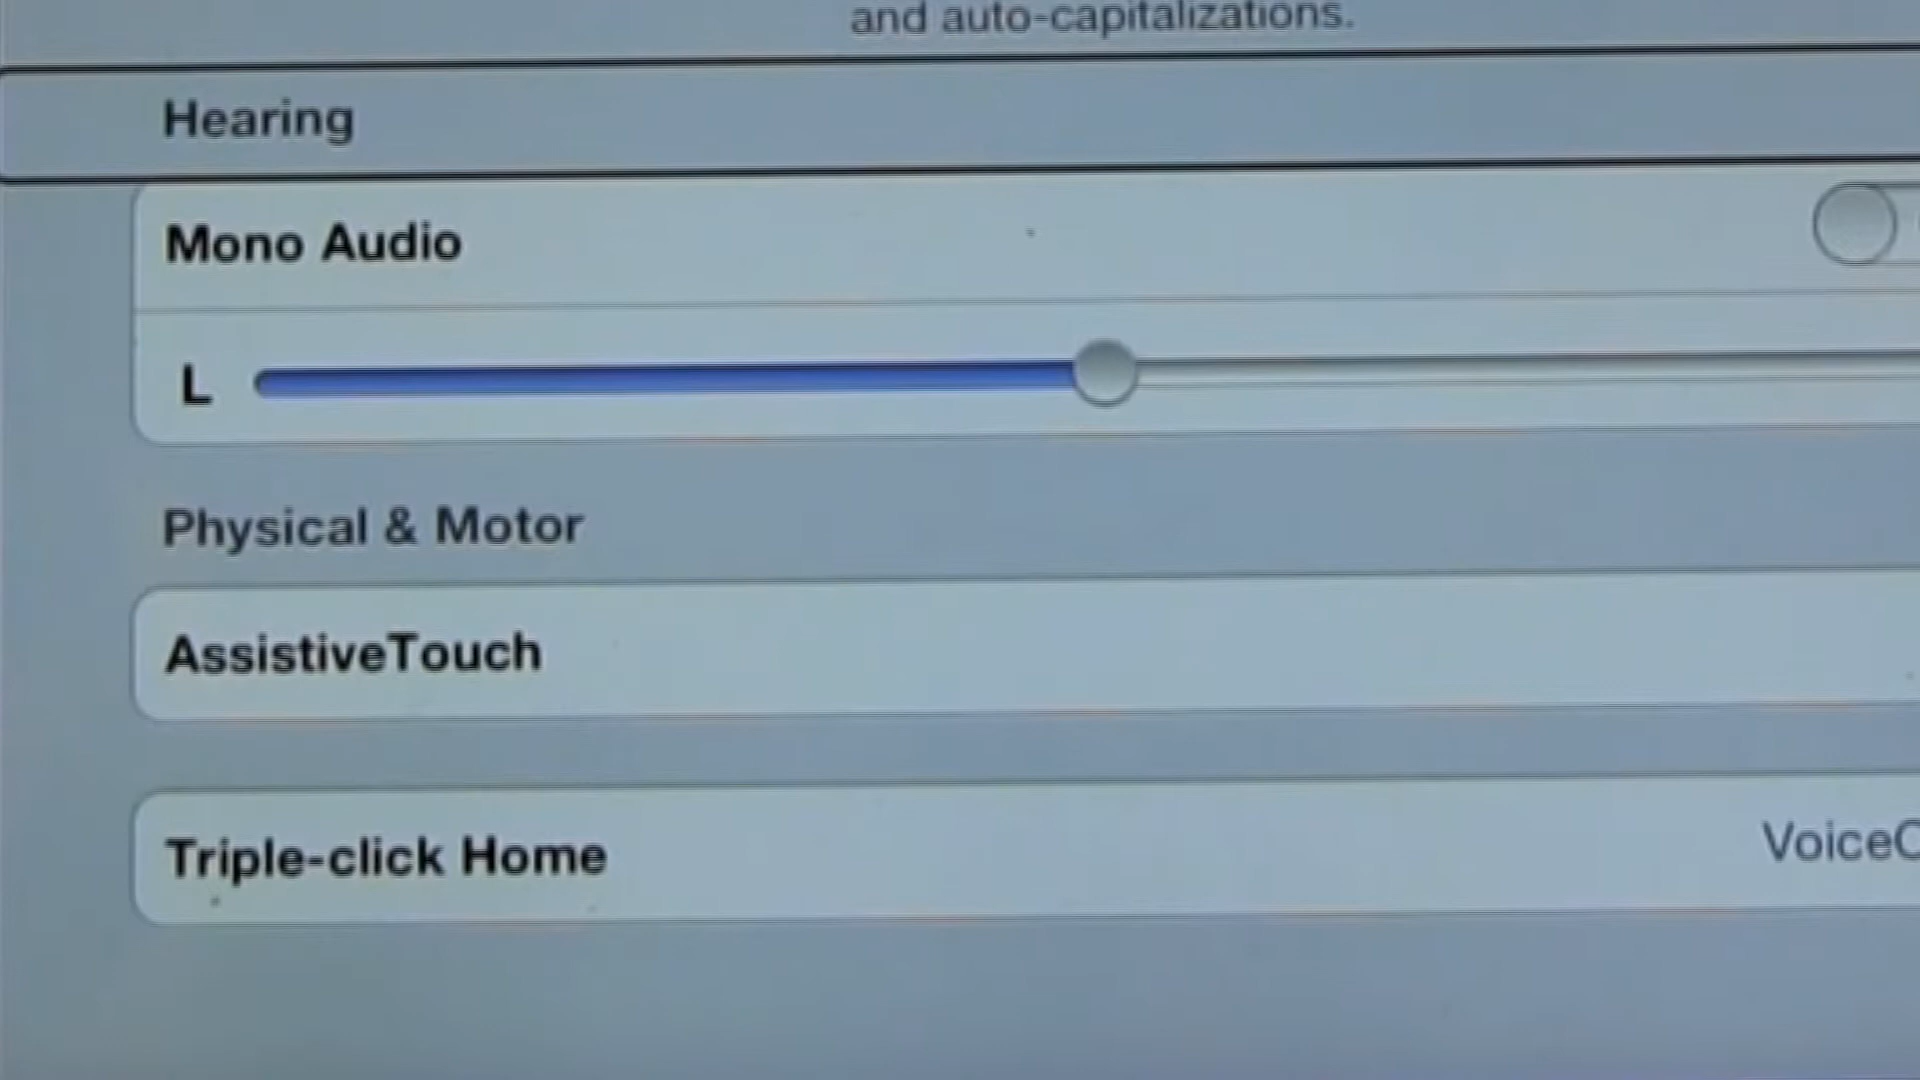 and auto-capitalizations.
Hearing
Mono Audio
L
Physical & Motor
AssistiveTouch
Triple-click Home